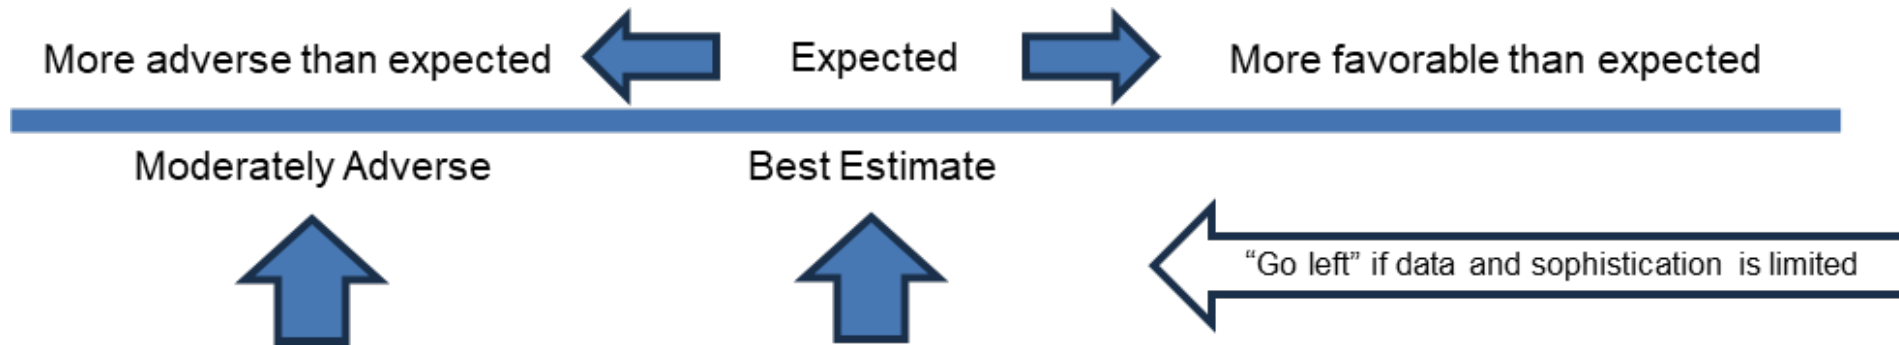 More adverse than expected
Expected
More favorable than expected
Moderately Adverse
Best Estimate
“Go left” if data and sophistication is limited